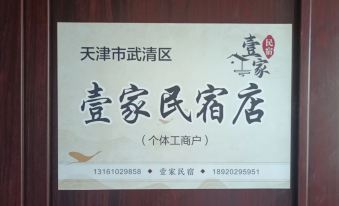 天津市武清区
壹家
民宿
壹家民宿店
（个体工商户）
13161029858 ◆ 壹家民宿 ◆ 18920295951